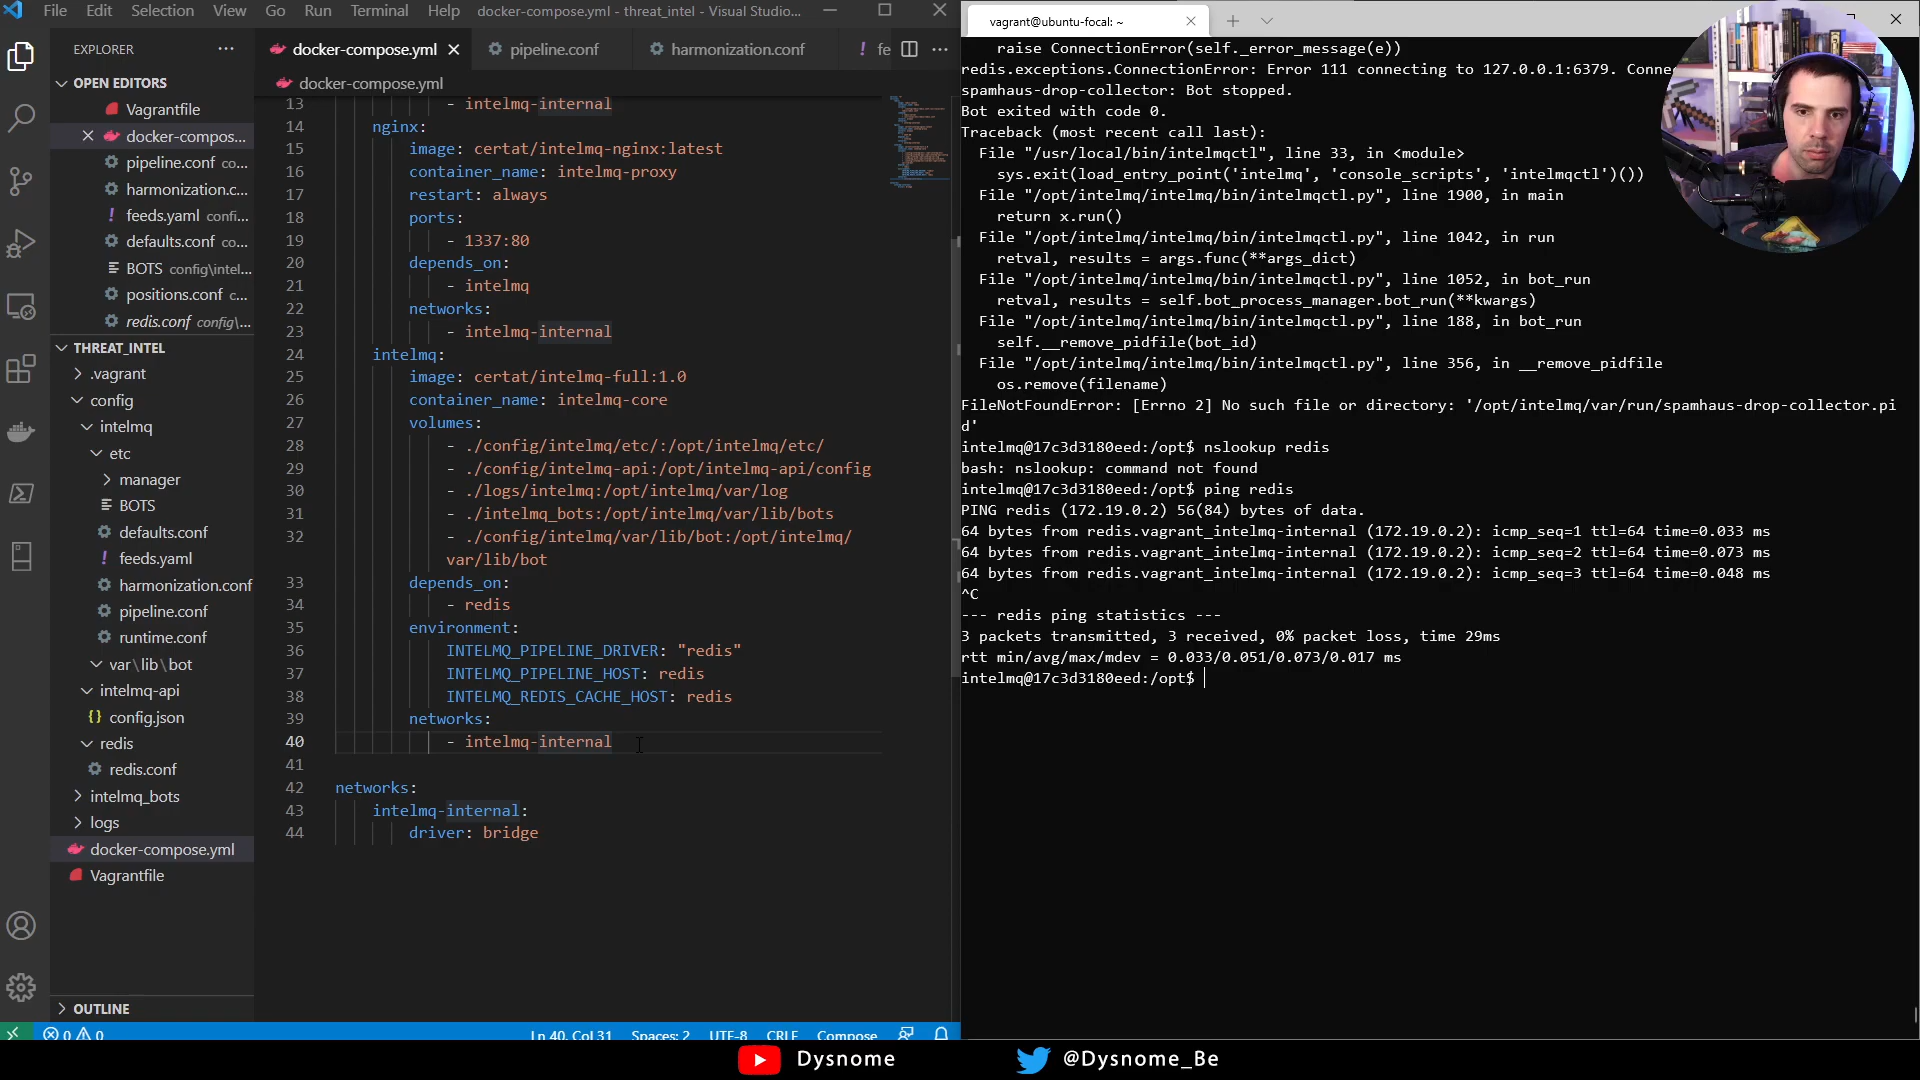 File Edit Selection View Go Run Terminal Help docker-compose.yml - threat_intel - Visual Studio...
EXPLORER
OPEN EDITORS
Vagrantfile
docker-compos...
pipeline.conf co...
harmonization.c...
feeds.yaml confi...
defaults.conf co...
BOTS config\intel...
positions.conf c...
redis.conf config\...
THREAT_INTEL
.vagrant
config
intelmq
etc
manager
BOTS
defaults.conf
feeds.yaml
harmonization.conf
pipeline.conf
runtime.conf
var\lib\bot
intelmq-api
config.json
redis
redis.conf
intelmq_bots
logs
docker-compose.yml
Vagrantfile
OUTLINE
docker-compose.yml pipeline.conf harmonization.conf ! fe
docker-compose.yml
13 - intelmq-internal
14 nginx:
15 image: certat/intelmq-nginx:latest
16 container_name: intelmq-proxy
17 restart: always
18 ports:
19 - 1337:80
20 depends_on:
21 - intelmq
22 networks:
23 - intelmq-internal
24 intelmq:
25 image: certat/intelmq-full:1.0
26 container_name: intelmq-core
27 volumes:
28 - ./config/intelmq/etc/:/opt/intelmq/etc/
29 - ./config/intelmq-api:/opt/intelmq-api/config
30 - ./logs/intelmq:/opt/intelmq/var/log
31 - ./intelmq_bots:/opt/intelmq/var/lib/bots
32 - ./config/intelmq/var/lib/bot:/opt/intelmq/
var/lib/bot
33 depends_on:
34 - redis
35 environment:
36 INTELMQ_PIPELINE_DRIVER: "redis"
37 INTELMQ_PIPELINE_HOST: redis
38 INTELMQ_REDIS_CACHE_HOST: redis
39 networks:
40 - intelmq-internal
41
42 networks:
43 intelmq-internal:
44 driver: bridge
0 0 Ln 40, Col 31 Spaces: 2 UTF-8 CRLF Compose
vagrant@ubuntu-focal: ~
raise ConnectionError(self._error_message(e))
redis.exceptions.ConnectionError: Error 111 connecting to 127.0.0.1:6379. Conne
spamhaus-drop-collector: Bot stopped.
Bot exited with code 0.
Traceback (most recent call last):
File "/usr/local/bin/intelmqctl", line 33, in <module>
sys.exit(load_entry_point('intelmq', 'console_scripts', 'intelmqctl')())
File "/opt/intelmq/intelmq/bin/intelmqctl.py", line 1900, in main
return x.run()
File "/opt/intelmq/intelmq/bin/intelmqctl.py", line 1042, in run
retval, results = args.func(**args_dict)
File "/opt/intelmq/intelmq/bin/intelmqctl.py", line 1052, in bot_run
retval, results = self.bot_process_manager.bot_run(**kwargs)
File "/opt/intelmq/intelmq/bin/intelmqctl.py", line 188, in bot_run
self.__remove_pidfile(bot_id)
File "/opt/intelmq/intelmq/bin/intelmqctl.py", line 356, in __remove_pidfile
os.remove(filename)
FileNotFoundError: [Errno 2] No such file or directory: '/opt/intelmq/var/run/spamhaus-drop-collector.pi
d'
intelmq@17c3d3180eed:/opt$ nslookup redis
bash: nslookup: command not found
intelmq@17c3d3180eed:/opt$ ping redis
PING redis (172.19.0.2) 56(84) bytes of data.
64 bytes from redis.vagrant_intelmq-internal (172.19.0.2): icmp_seq=1 ttl=64 time=0.033 ms
64 bytes from redis.vagrant_intelmq-internal (172.19.0.2): icmp_seq=2 ttl=64 time=0.073 ms
64 bytes from redis.vagrant_intelmq-internal (172.19.0.2): icmp_seq=3 ttl=64 time=0.048 ms
^C
--- redis ping statistics ---
3 packets transmitted, 3 received, 0% packet loss, time 29ms
rtt min/avg/max/mdev = 0.033/0.051/0.073/0.017 ms
intelmq@17c3d3180eed:/opt$
Dysnome @Dysnome_Be